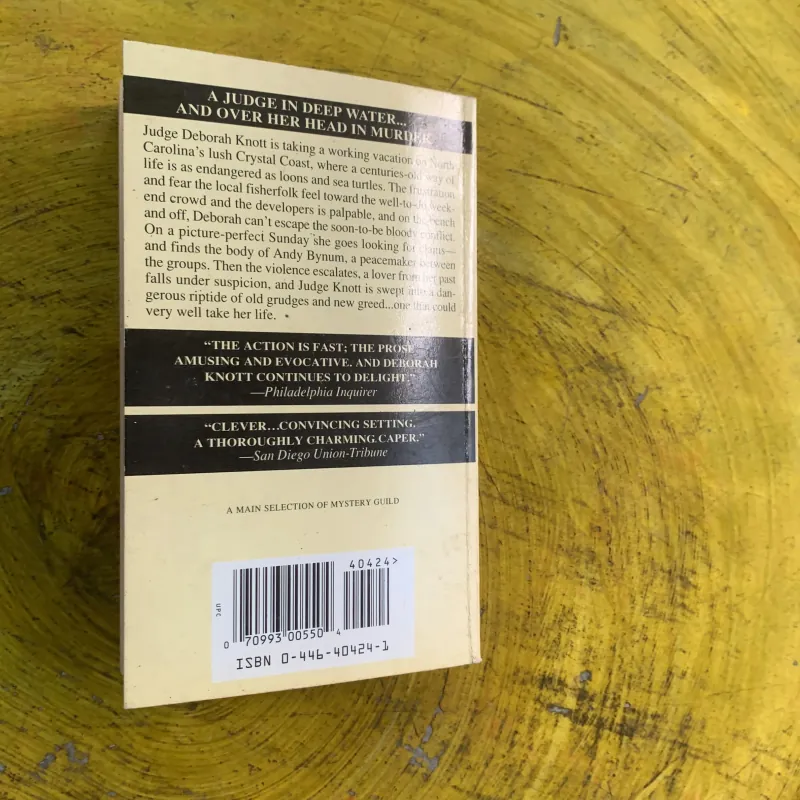 A JUDGE IN DEEP WATER...
AND OVER HER HEAD IN MURDER
Judge Deborah Knott is taking a working vacation on North
Carolina's lush Crystal Coast, where a centuries-old way of
life is as endangered as loons and sea turtles. The frustration
and fear the local fisherfolk feel toward the well-to-do week-
end crowd and the developers is palpable, and on the beach
and off, Deborah can't escape the soon-to-be bloody conflict.
On a picture-perfect Sunday she goes looking for clams—
and finds the body of Andy Bynum, a peacemaker between
the groups. Then the violence escalates, a lover from her past
falls under suspicion, and Judge Knott is swept into a dan-
gerous riptide of old grudges and new greed...one that could
very well take her life.
"THE ACTION IS FAST; THE PROSE
AMUSING AND EVOCATIVE. AND DEBORAH
KNOTT CONTINUES TO DELIGHT."
—Philadelphia Inquirer
"CLEVER...CONVINCING SETTING.
A THOROUGHLY CHARMING CAPER."
—San Diego Union-Tribune
A MAIN SELECTION OF MYSTERY GUILD
40424>
UPC
0 70993 00550 4
ISBN 0-446-40424-1